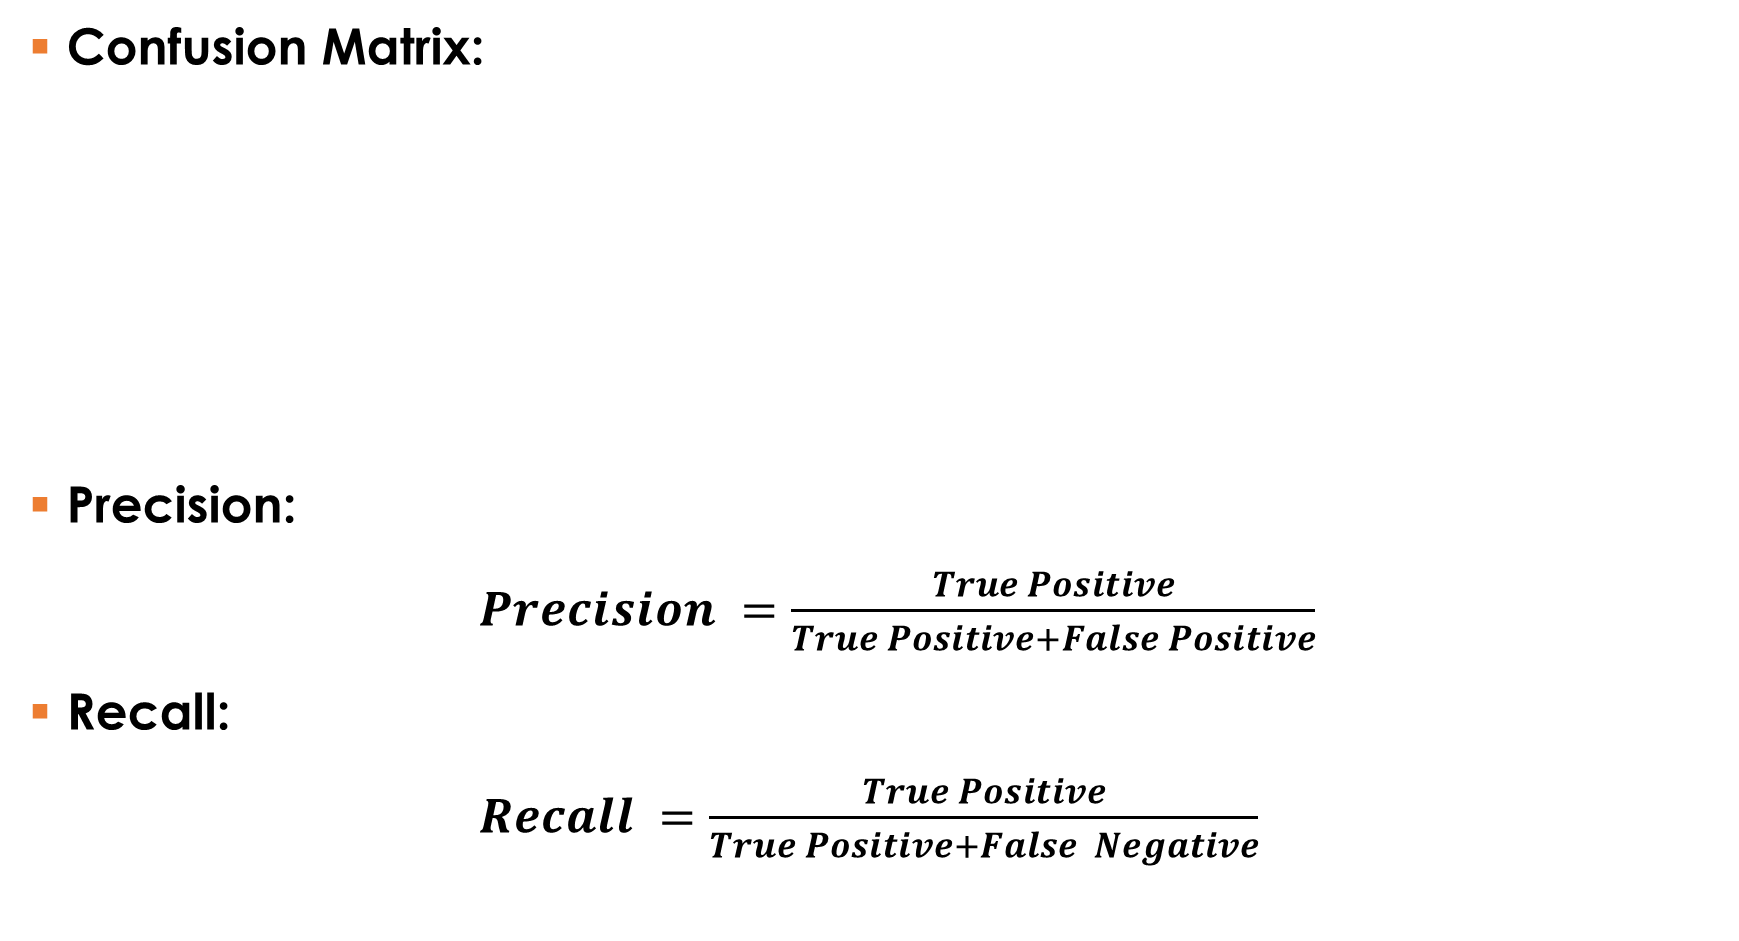 ▪ Confusion Matrix:
▪ Precision:
Precision = True Positive / True Positive+False Positive
▪ Recall:
Recall = True Positive / True Positive+False Negative